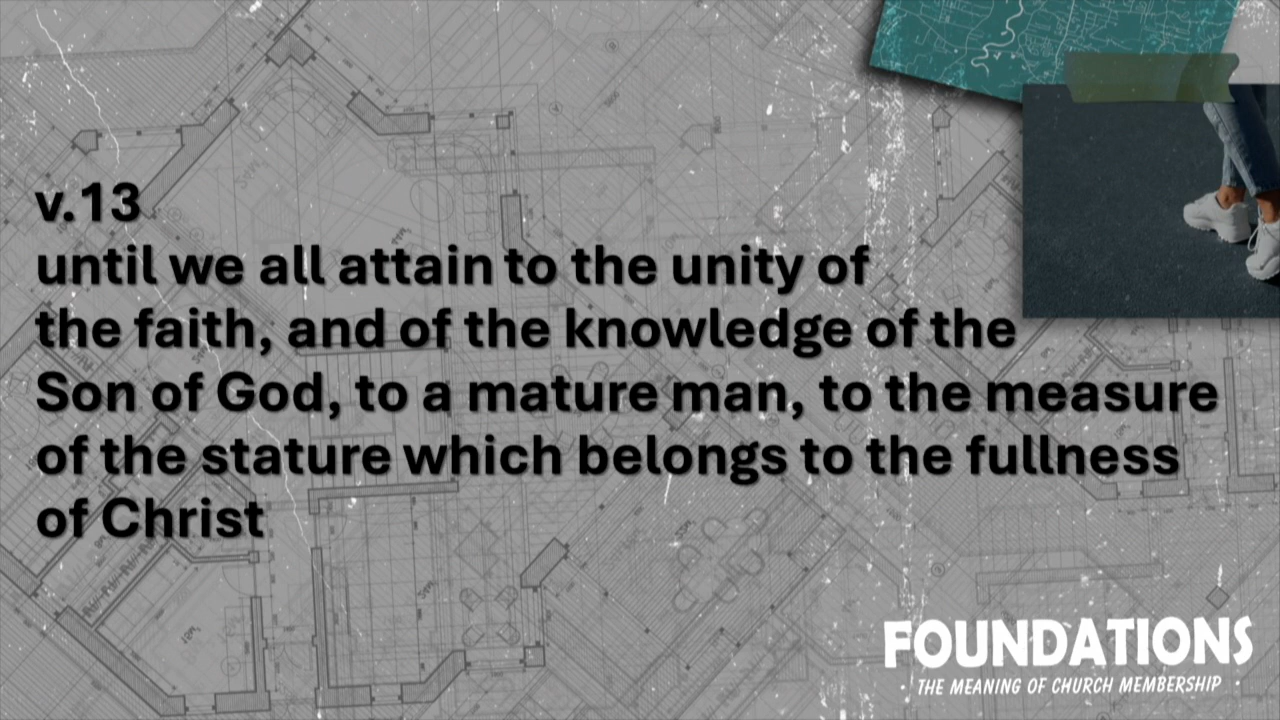 v.13
until we all attain to the unity of
the faith, and of the knowledge of the
Son of God, to a mature man, to the measure
of the stature which belongs to the fullness
of Christ
FOUNDATIONS
· THE MEANING OF CHURCH MEMBERSHIP ·